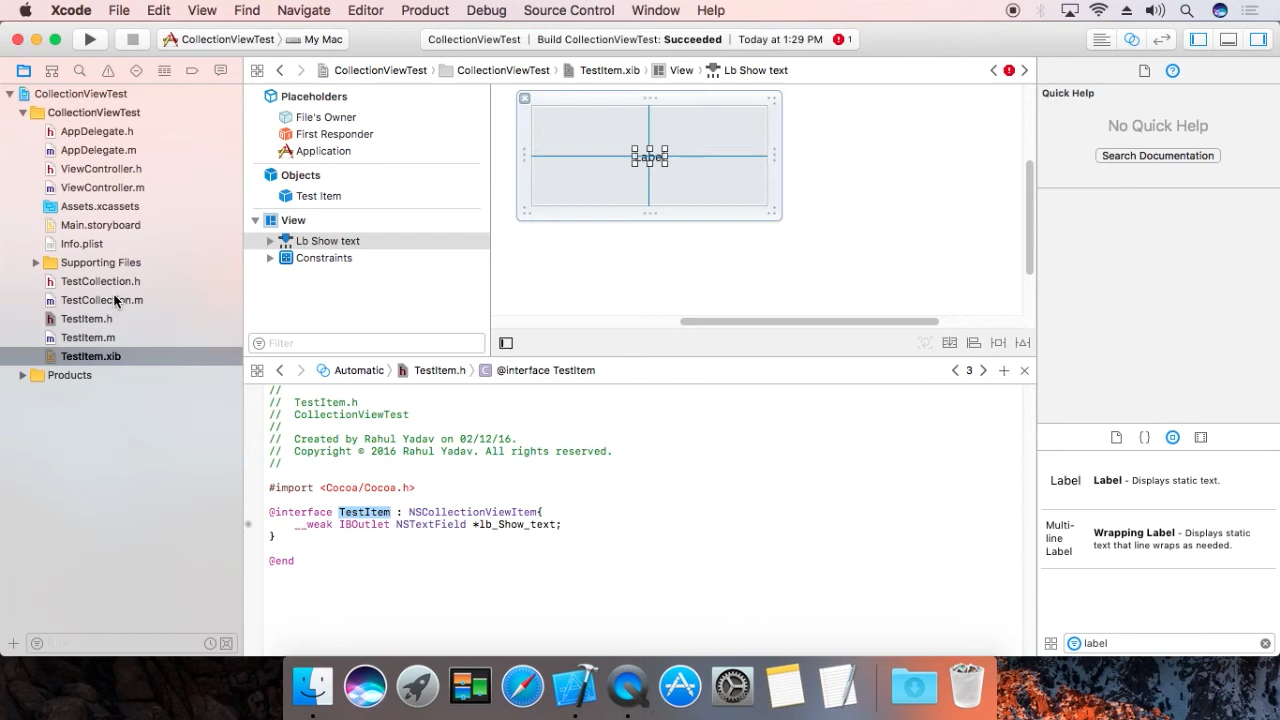 Xcode File Edit View Find Navigate Editor Product Debug Source Control Window Help
CollectionViewTest My Mac
CollectionViewTest Build CollectionViewTest: Succeeded Today at 1:29 PM 1
CollectionViewTest CollectionViewTest TestItem.xib View Lb Show text
CollectionViewTest
CollectionViewTest
AppDelegate.h
AppDelegate.m
ViewController.h
ViewController.m
Assets.xcassets
Main.storyboard
Info.plist
Supporting Files
TestCollection.h
TestCollection.m
TestItem.h
TestItem.m
TestItem.xib
Products
Placeholders
File's Owner
First Responder
Application
Objects
Test Item
View
Lb Show text
Constraints
Filter
Label
Automatic TestItem.h @interface TestItem 3
//
// TestItem.h
// CollectionViewTest
//
// Created by Rahul Yadav on 02/12/16.
// Copyright © 2016 Rahul Yadav. All rights reserved.
//
#import <Cocoa/Cocoa.h>
@interface TestItem : NSCollectionViewItem{
__weak IBOutlet NSTextField *lb_Show_text;
}
@end
Quick Help
No Quick Help
Search Documentation
Label Label - Displays static text.
Multi-line Label
Wrapping Label - Displays static text that line wraps as needed.
label